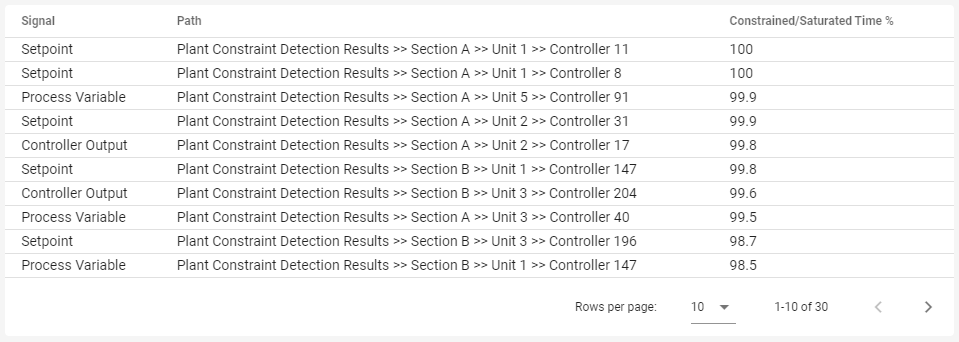 Signal Path Constrained/Saturated Time %
Setpoint Plant Constraint Detection Results >> Section A >> Unit 1 >> Controller 11 100
Setpoint Plant Constraint Detection Results >> Section A >> Unit 1 >> Controller 8 100
Process Variable Plant Constraint Detection Results >> Section A >> Unit 5 >> Controller 91 99.9
Setpoint Plant Constraint Detection Results >> Section A >> Unit 2 >> Controller 31 99.9
Controller Output Plant Constraint Detection Results >> Section A >> Unit 2 >> Controller 17 99.8
Setpoint Plant Constraint Detection Results >> Section B >> Unit 1 >> Controller 147 99.8
Controller Output Plant Constraint Detection Results >> Section B >> Unit 3 >> Controller 204 99.6
Process Variable Plant Constraint Detection Results >> Section A >> Unit 3 >> Controller 40 99.5
Setpoint Plant Constraint Detection Results >> Section B >> Unit 3 >> Controller 196 98.7
Process Variable Plant Constraint Detection Results >> Section B >> Unit 1 >> Controller 147 98.5
Rows per page: 10 1-10 of 30